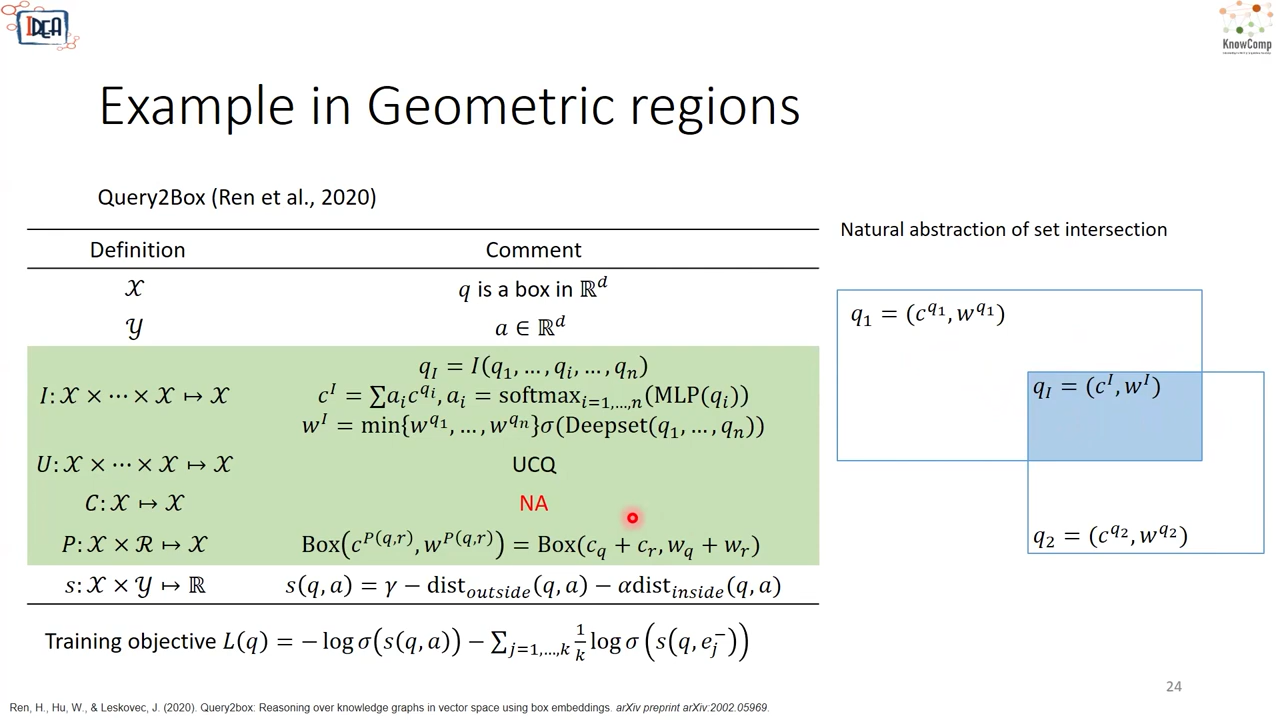 IDEA
KnowComp
Example in Geometric regions
Query2Box (Ren et al., 2020)
Definition Comment
𝒳 q is a box in ℝ^d
𝒴 a ∈ ℝ^d
I: 𝒳 × ⋯ × 𝒳 ↦ 𝒳 q_I = I(q_1, … , q_i, … , q_n)
c^I = ∑a_i c^{q_i}, a_i = softmax_{i=1,…,n}(MLP(q_i))
w^I = min{w^{q_1}, … , w^{q_n}}σ(Deepset(q_1, … , q_n))
U: 𝒳 × ⋯ × 𝒳 ↦ 𝒳 UCQ
C: 𝒳 ↦ 𝒳 NA
P: 𝒳 × ℛ ↦ 𝒳 Box(c^{P(q,r)}, w^{P(q,r)}) = Box(c_q + c_r, w_q + w_r)
s: 𝒳 × 𝒴 ↦ ℝ s(q, a) = γ − dist_{outside}(q, a) − αdist_{inside}(q, a)
Training objective L(q) = − log σ(s(q, a)) − ∑_{j=1,…,k} 1/k log σ (s(q, e_j^−))
Natural abstraction of set intersection
q_1 = (c^{q_1}, w^{q_1})
q_I = (c^I, w^I)
q_2 = (c^{q_2}, w^{q_2})
24
Ren, H., Hu, W., & Leskovec, J. (2020). Query2box: Reasoning over knowledge graphs in vector space using box embeddings. arXiv preprint arXiv:2002.05969.